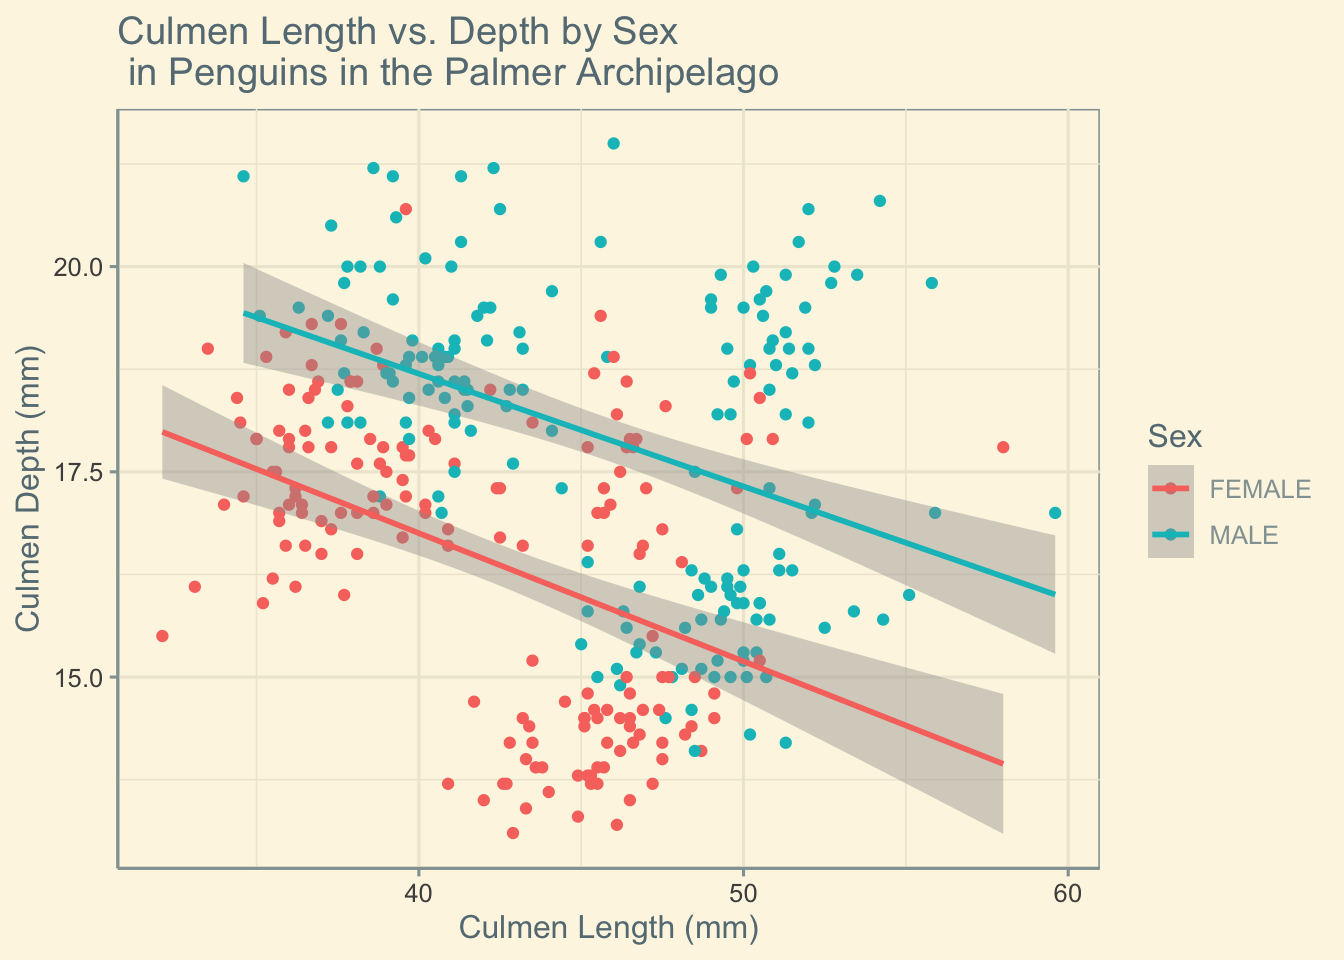 Culmen Length vs. Depth by Sex
in Penguins in the Palmer Archipelago
Culmen Depth (mm)
20.0
17.5
15.0
40 50 60
Culmen Length (mm)
Sex
FEMALE
MALE